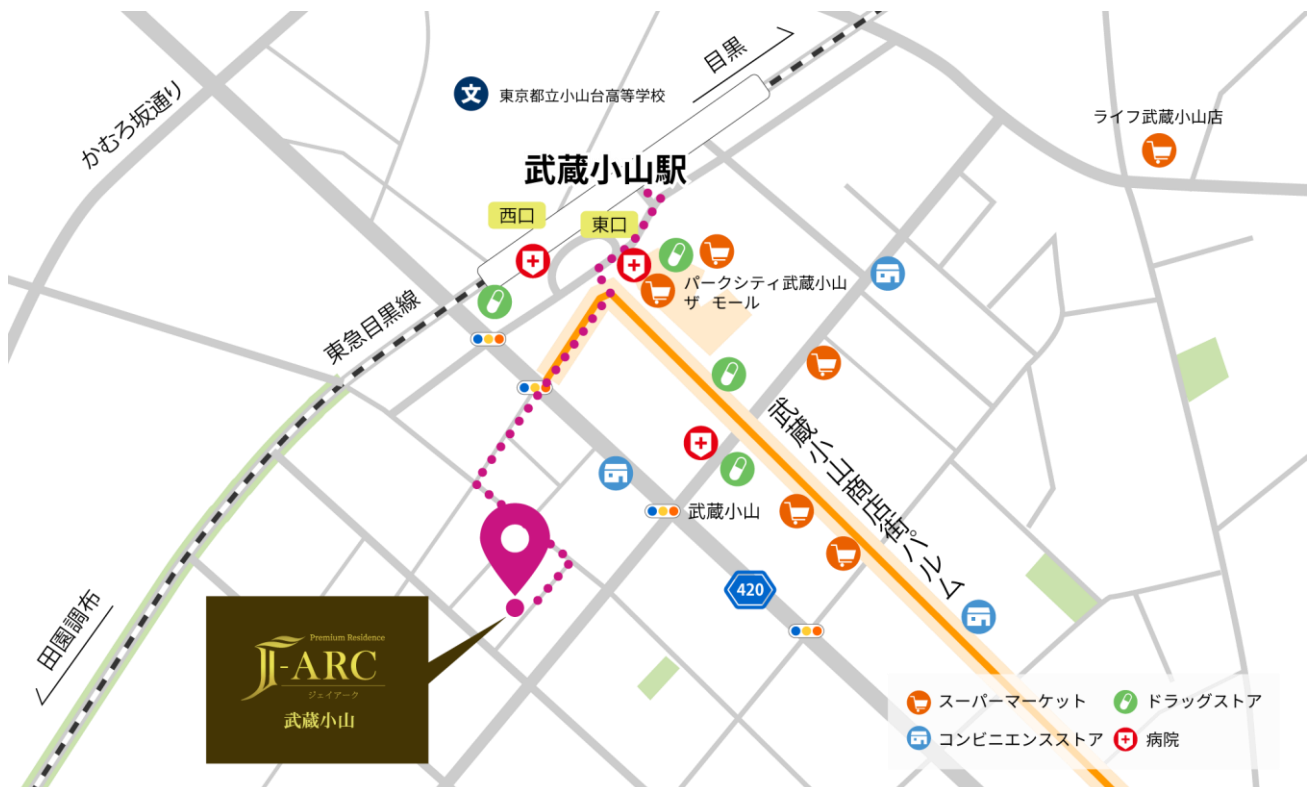 目黒
東京都立小山台高等学校
かむろ坂通り
ライフ武蔵小山店
武蔵小山駅
西口
東口
パークシティ武蔵小山
ザ モール
東急目黒線
武蔵小山商店街パルム
武蔵小山
420
田園調布
Premium Residence
J-ARC
ジェイアーク
武蔵小山
スーパーマーケット
ドラッグストア
コンビニエンスストア
病院
文